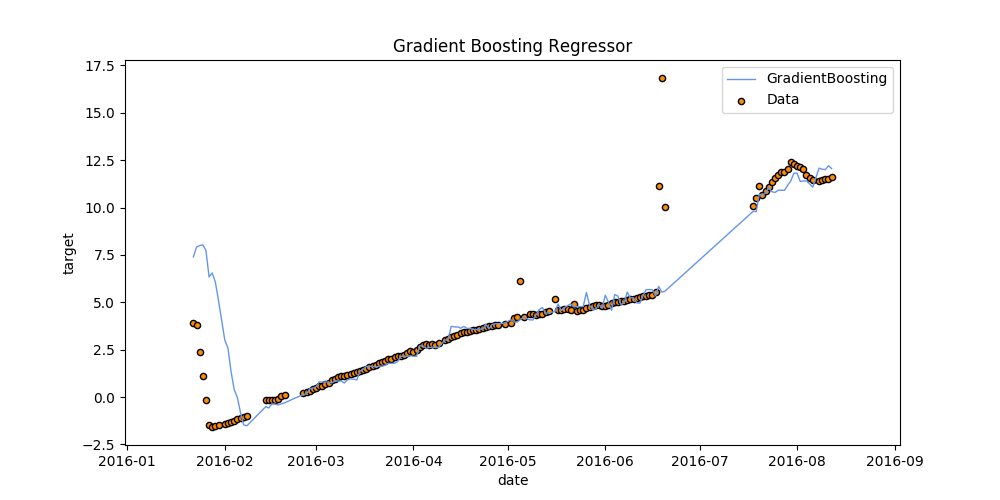 Gradient Boosting Regressor
GradientBoosting
Data
target
17.5
15.0
12.5
10.0
7.5
5.0
2.5
0.0
−2.5
2016-01 2016-02 2016-03 2016-04 2016-05 2016-06 2016-07 2016-08 2016-09
date